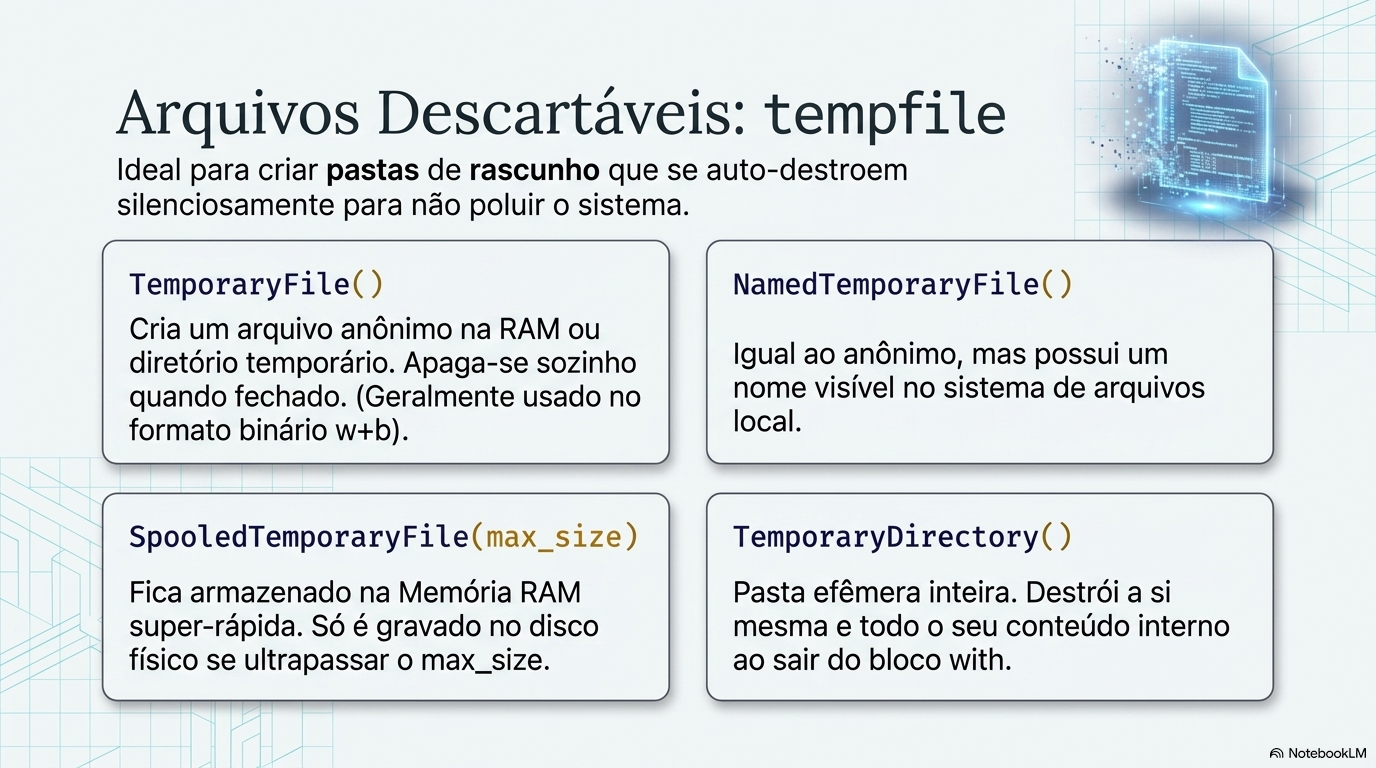 Arquivos Descartáveis: tempfile
Ideal para criar pastas de rascunho que se auto-destroem
silenciosamente para não poluir o sistema.
TemporaryFile()
Cria um arquivo anônimo na RAM ou
diretório temporário. Apaga-se sozinho
quando fechado. (Geralmente usado no
formato binário w+b).
NamedTemporaryFile()
Igual ao anônimo, mas possui um
nome visível no sistema de arquivos
local.
SpooledTemporaryFile(max_size)
Fica armazenado na Memória RAM
super-rápida. Só é gravado no disco
físico se ultrapassar o max_size.
TemporaryDirectory()
Pasta efêmera inteira. Destrói a si
mesma e todo o seu conteúdo interno
ao sair do bloco with.
NotebookLM